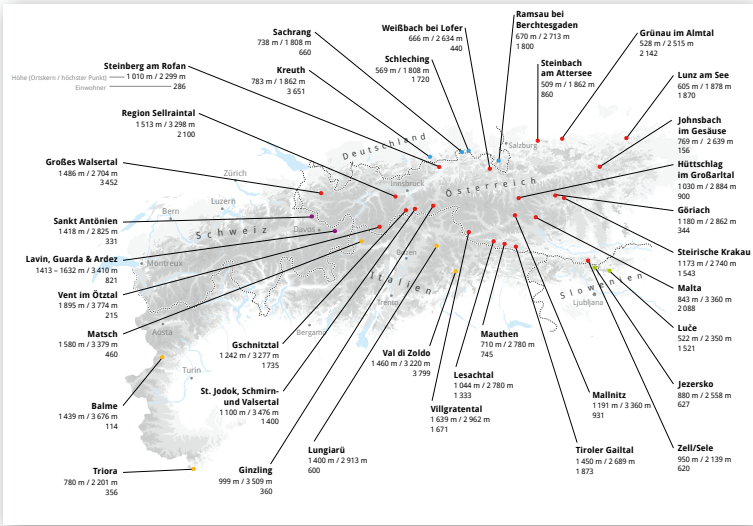 Ramsau bei
Berchtesgaden
670 m / 2 713 m
1 800
Weißbach bei Lofer
666 m / 2 634 m
440
Sachrang
738 m / 1 808 m
660
Grünau im Almtal
528 m / 2 515 m
2 142
Schleching
569 m / 1 808 m
1 720
Steinbach
am Attersee
509 m / 1 862 m
860
Steinberg am Rofan
Höhe (Ortskern / höchster Punkt)
1 010 m / 2 299 m
Einwohner
286
Kreuth
783 m / 1 862 m
3 651
Lunz am See
605 m / 1 878 m
1 870
Region Sellraintal
1 513 m / 3 298 m
2 100
Johnsbach
im Gesäuse
769 m / 2 639 m
156
Großes Walsertal
1 486 m / 2 704 m
3 452
Hüttschlag
im Großarltal
1030 m / 2 884 m
900
Deutschland
Salzburg
Zürich
Innsbruck
Österreich
Luzern
Bern
Göriach
1 180 m / 2 862 m
344
Sankt Antönien
1 418 m / 2 825 m
331
Schweiz
Davos
Steirische Krakau
1 173 m / 2 740 m
1 543
Lavin, Guarda & Ardez
1413 – 1632 m / 3 410 m
821
Montreux
Bozen
Italien
Slowenien
Malta
843 m / 3 360 m
2 088
Vent im Ötztal
1 895 m / 3 774 m
215
Trento
Ljubljana
Matsch
1 580 m / 3 379 m
460
Aosta
Bergamo
Luče
522 m / 2 350 m
1 521
Gschnitztal
1 242 m / 3 277 m
1 735
Val di Zoldo
1 460 m / 3 220 m
3 799
Mauthen
710 m / 2 780 m
745
Turin
Lesachtal
1 044 m / 2 780 m
1 333
Jezersko
880 m / 2 558 m
627
St. Jodok, Schmirn-
und Valsertal
1 100 m / 3 476 m
1 400
Mallnitz
1 191 m / 3 360 m
931
Balme
1 439 m / 3 676 m
114
Villgratental
1 639 m / 2 962 m
1 671
Lungiarü
1 400 m / 2 913 m
600
Tiroler Gailtal
1 450 m / 2 689 m
1 873
Zell/Sele
950 m / 2 139 m
620
Triora
780 m / 2 201 m
356
Ginzling
999 m / 3 509 m
360